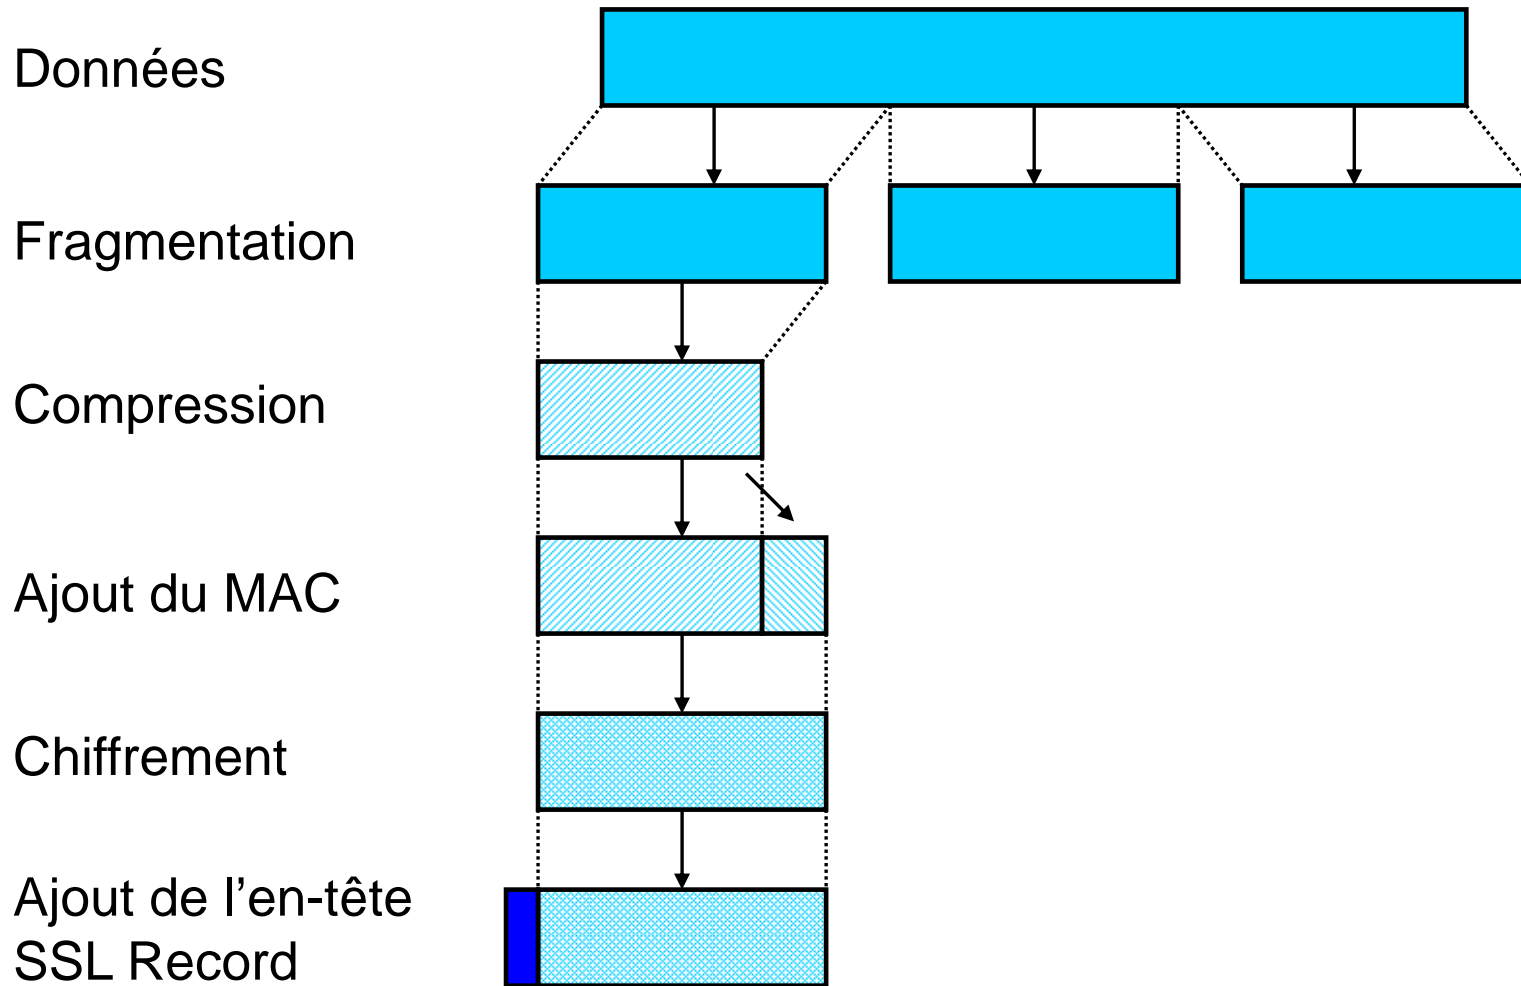 Données
Fragmentation
Compression
Ajout du MAC
Chiffrement
Ajout de l’en-tête
SSL Record